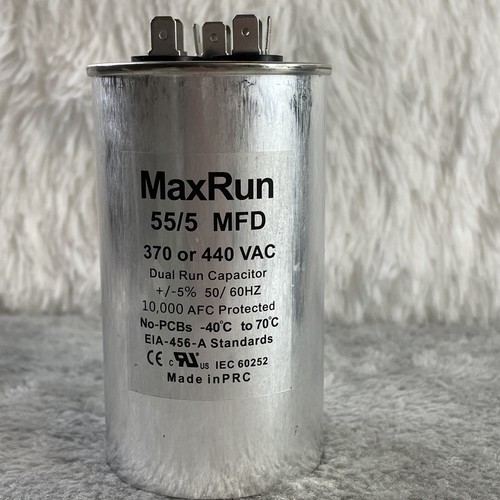 MaxRun
55/5 MFD
370 or 440 VAC
Dual Run Capacitor
+/-5% 50/ 60HZ
10,000 AFC Protected
No-PCBs -40°C to 70°C
EIA-456-A Standards
CE c RU US IEC 60252
Made inPRC